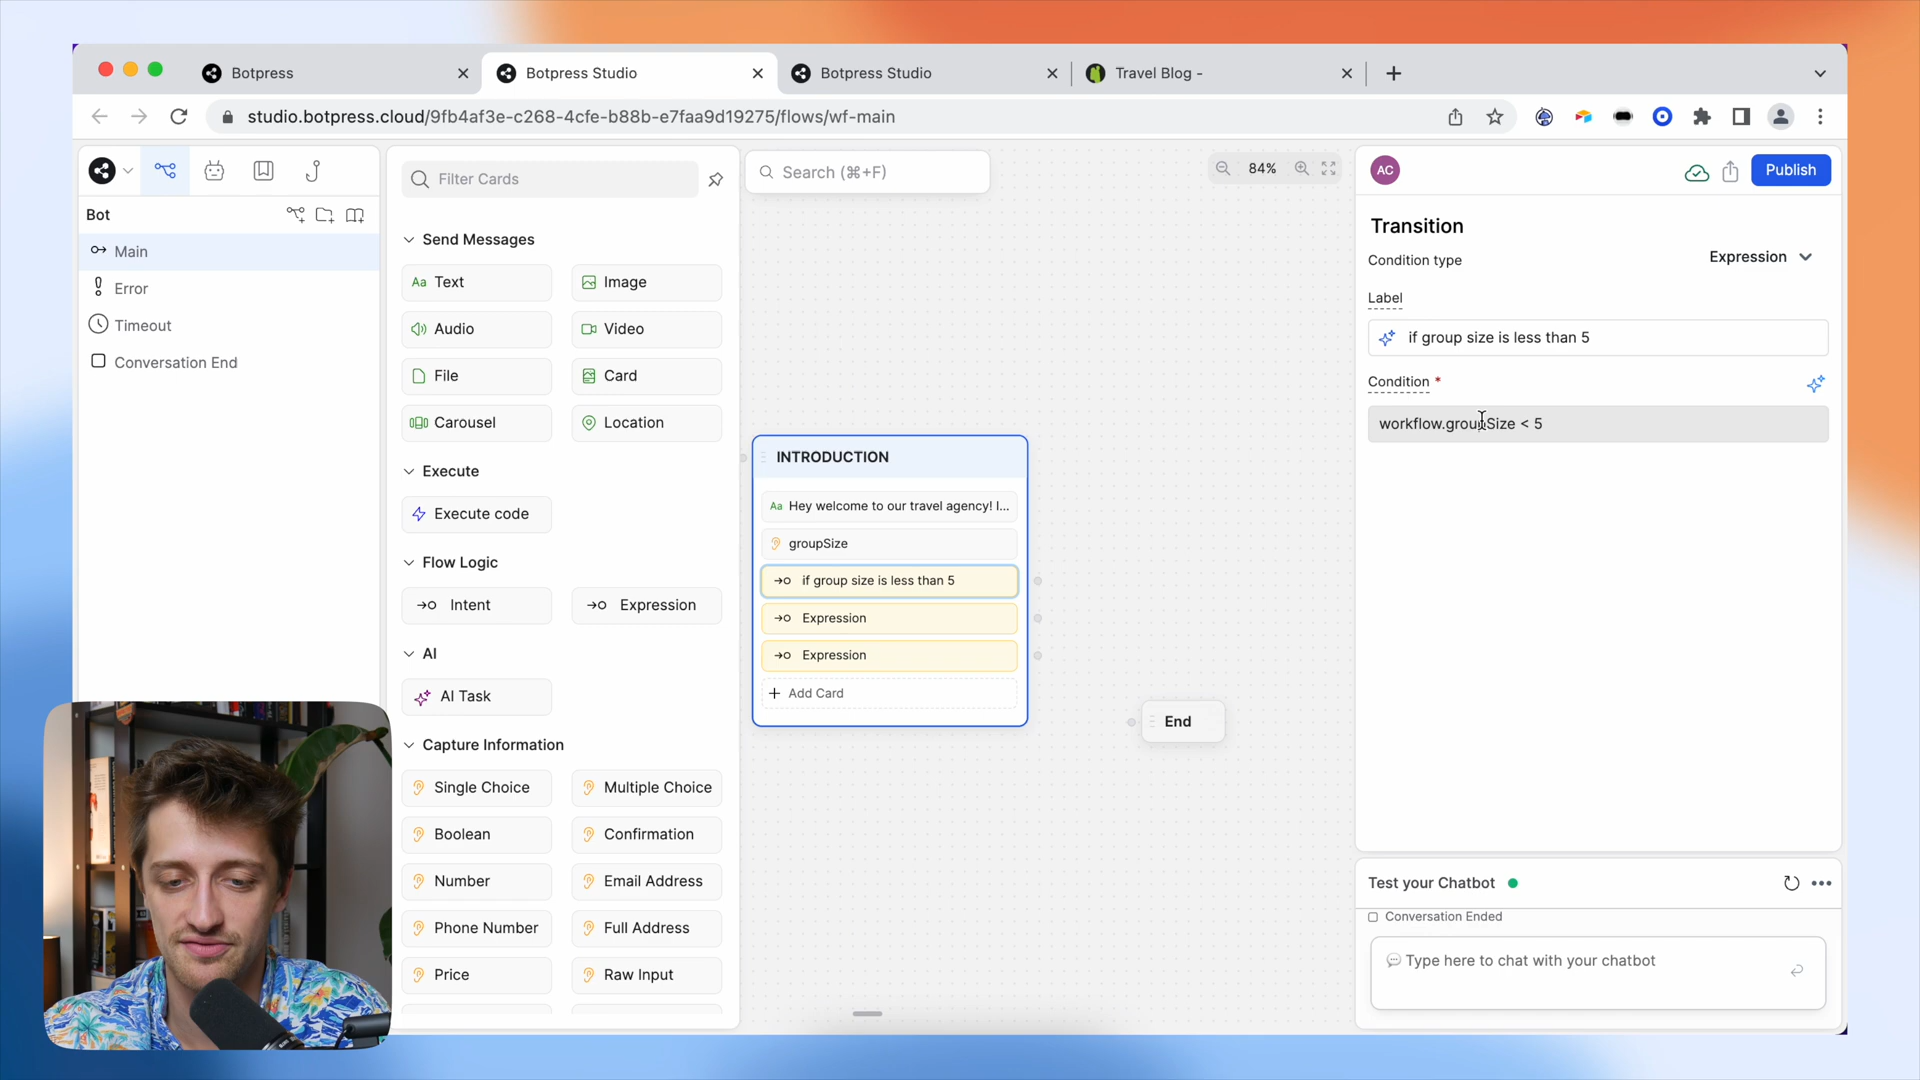 Botpress
Botpress Studio
Botpress Studio
Travel Blog -
studio.botpress.cloud/9fb4af3e-c268-4cfe-b88b-e7faa9d19275/flows/wf-main
Bot
Main
Error
Timeout
Conversation End
Filter Cards
Send Messages
Aa Text
Image
Audio
Video
File
Card
Carousel
Location
Execute
Execute code
Flow Logic
Intent
Expression
AI
AI Task
Capture Information
Single Choice
Multiple Choice
Boolean
Confirmation
Number
Email Address
Phone Number
Full Address
Price
Raw Input
Search (⌘+F)
84%
INTRODUCTION
Aa Hey welcome to our travel agency! I...
groupSize
if group size is less than 5
Expression
Expression
+ Add Card
End
AC
Publish
Transition
Condition type
Expression
Label
if group size is less than 5
Condition *
workflow.groupSize < 5
Test your Chatbot
Conversation Ended
Type here to chat with your chatbot